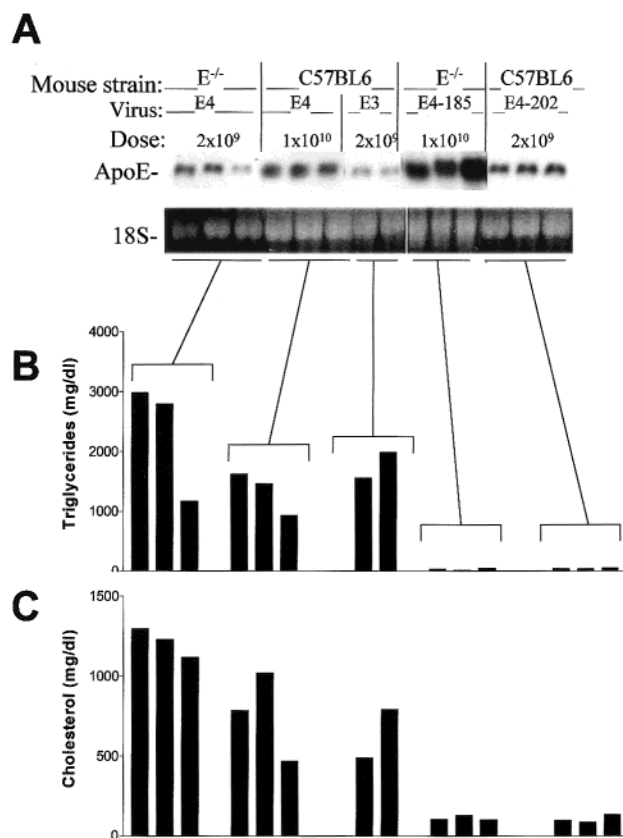 A
Mouse strain: E-/- C57BL6 E-/- C57BL6
Virus: E4 E4 E3 E4-185 E4-202
Dose: 2x10⁹ 1x10¹⁰ 2x10⁹ 1x10¹⁰ 2x10⁹
ApoE-
18S-
B
Triglycerides (mg/dl)
4000
3000
2000
1000
0
C
Cholesterol (mg/dl)
1500
1000
500
0